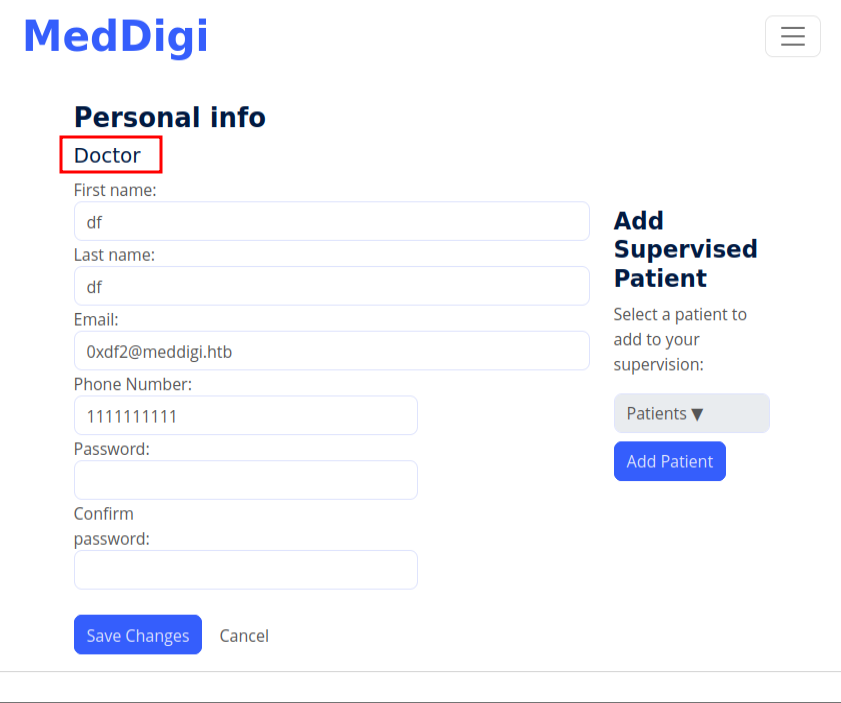 MedDigi
Personal info
Doctor
First name:
df
Last name:
df
Email:
0xdf2@meddigi.htb
Phone Number:
1111111111
Password:
Confirm
password:
Save Changes
Cancel
Add
Supervised
Patient
Select a patient to
add to your
supervision:
Patients ▼
Add Patient